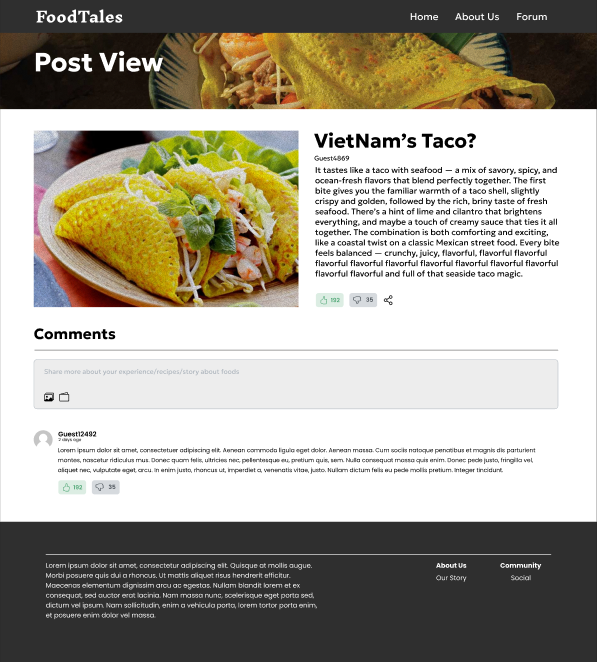 FoodTales
Home About Us Forum
Post View
VietNam's Taco?
Guest4869
It tastes like a taco with seafood — a mix of savory, spicy, and
ocean-fresh flavors that blend perfectly together. The first
bite gives you the familiar warmth of a taco shell, slightly
crispy and golden, followed by the rich, briny taste of fresh
seafood. There's a hint of lime and cilantro that brightens
everything, and maybe a touch of creamy sauce that ties it all
together. The combination is both comforting and exciting,
like a coastal twist on a classic Mexican street food. Every bite
feels balanced — crunchy, juicy, flavorful, flavorful flavorful
flavorful flavorful flavorful flavorful flavorful flavorful flavorful
flavorful flavorful and full of that seaside taco magic.
192 35
Comments
Share more about your experience/recipes/story about foods
Guest12492
2 days ago
Lorem ipsum dolor sit amet, consectetuer adipiscing elit. Aenean commodo ligula eget dolor. Aenean massa. Cum sociis natoque penatibus et magnis dis parturient
montes, nascetur ridiculus mus. Donec quam felis, ultricies nec, pellentesque eu, pretium quis, sem. Nulla consequat massa quis enim. Donec pede justo, fringilla vel,
aliquet nec, vulputate eget, arcu. In enim justo, rhoncus ut, imperdiet a, venenatis vitae, justo. Nullam dictum felis eu pede mollis pretium. Integer tincidunt.
192 35
Lorem ipsum dolor sit amet, consectetur adipiscing elit. Quisque at mollis augue.
Morbi posuere quis dui a rhoncus. Ut mattis aliquet risus hendrerit efficitur.
Maecenas elementum dignissim arcu ac egestas. Nullam blandit lorem et ex
consequat, sed auctor erat lacinia. Nam massa nunc, scelerisque eget porta sed,
dictum vel ipsum. Nam sollicitudin, enim a vehicula porta, lorem tortor porta enim,
et posuere enim dolor vel massa.
About Us Community
Our Story Social